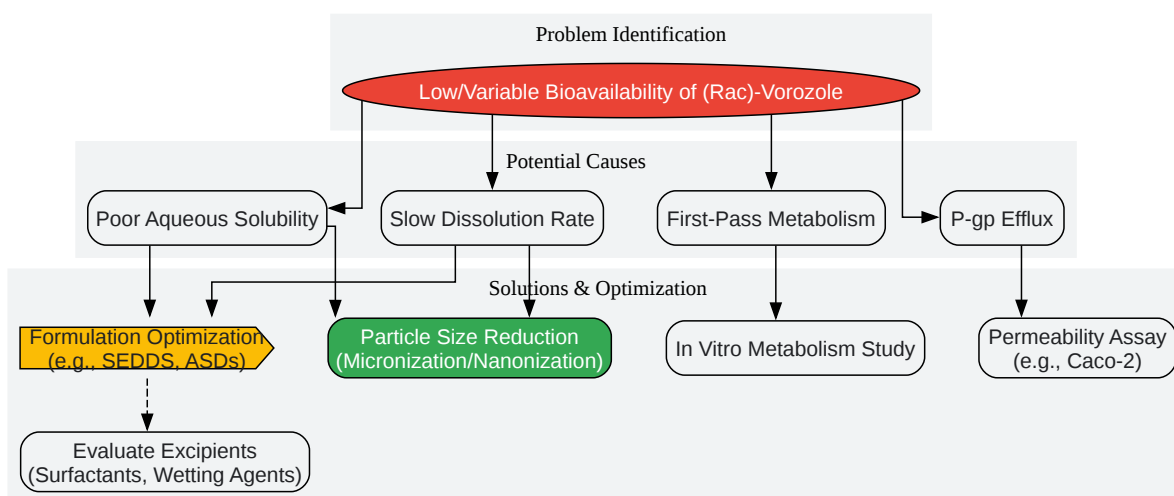 Problem Identification
Low/Variable Bioavailability of (Rac)-Vorozole
Potential Causes
Poor Aqueous Solubility
Slow Dissolution Rate
First-Pass Metabolism
P-gp Efflux
Solutions & Optimization
Formulation Optimization
(e.g., SEDDS, ASDs)
Particle Size Reduction
(Micronization/Nanonization)
In Vitro Metabolism Study
Permeability Assay
(e.g., Caco-2)
Evaluate Excipients
(Surfactants, Wetting Agents)